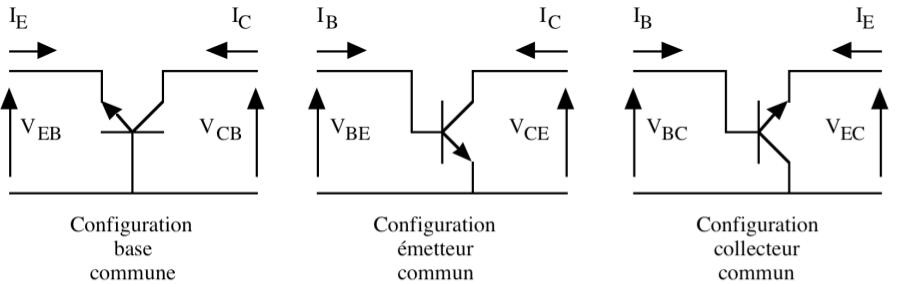 I_E I_C I_B I_C I_B I_E
V_EB V_CB V_BE V_CE V_BC V_EC
Configuration
base
commune
Configuration
émetteur
commun
Configuration
collecteur
commun